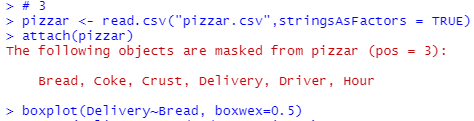 > # 3
> pizzar <- read.csv("pizzar.csv",stringsAsFactors = TRUE)
> attach(pizzar)
The following objects are masked from pizzar (pos = 3):
Bread, Coke, Crust, Delivery, Driver, Hour
> boxplot(Delivery~Bread, boxwex=0.5)